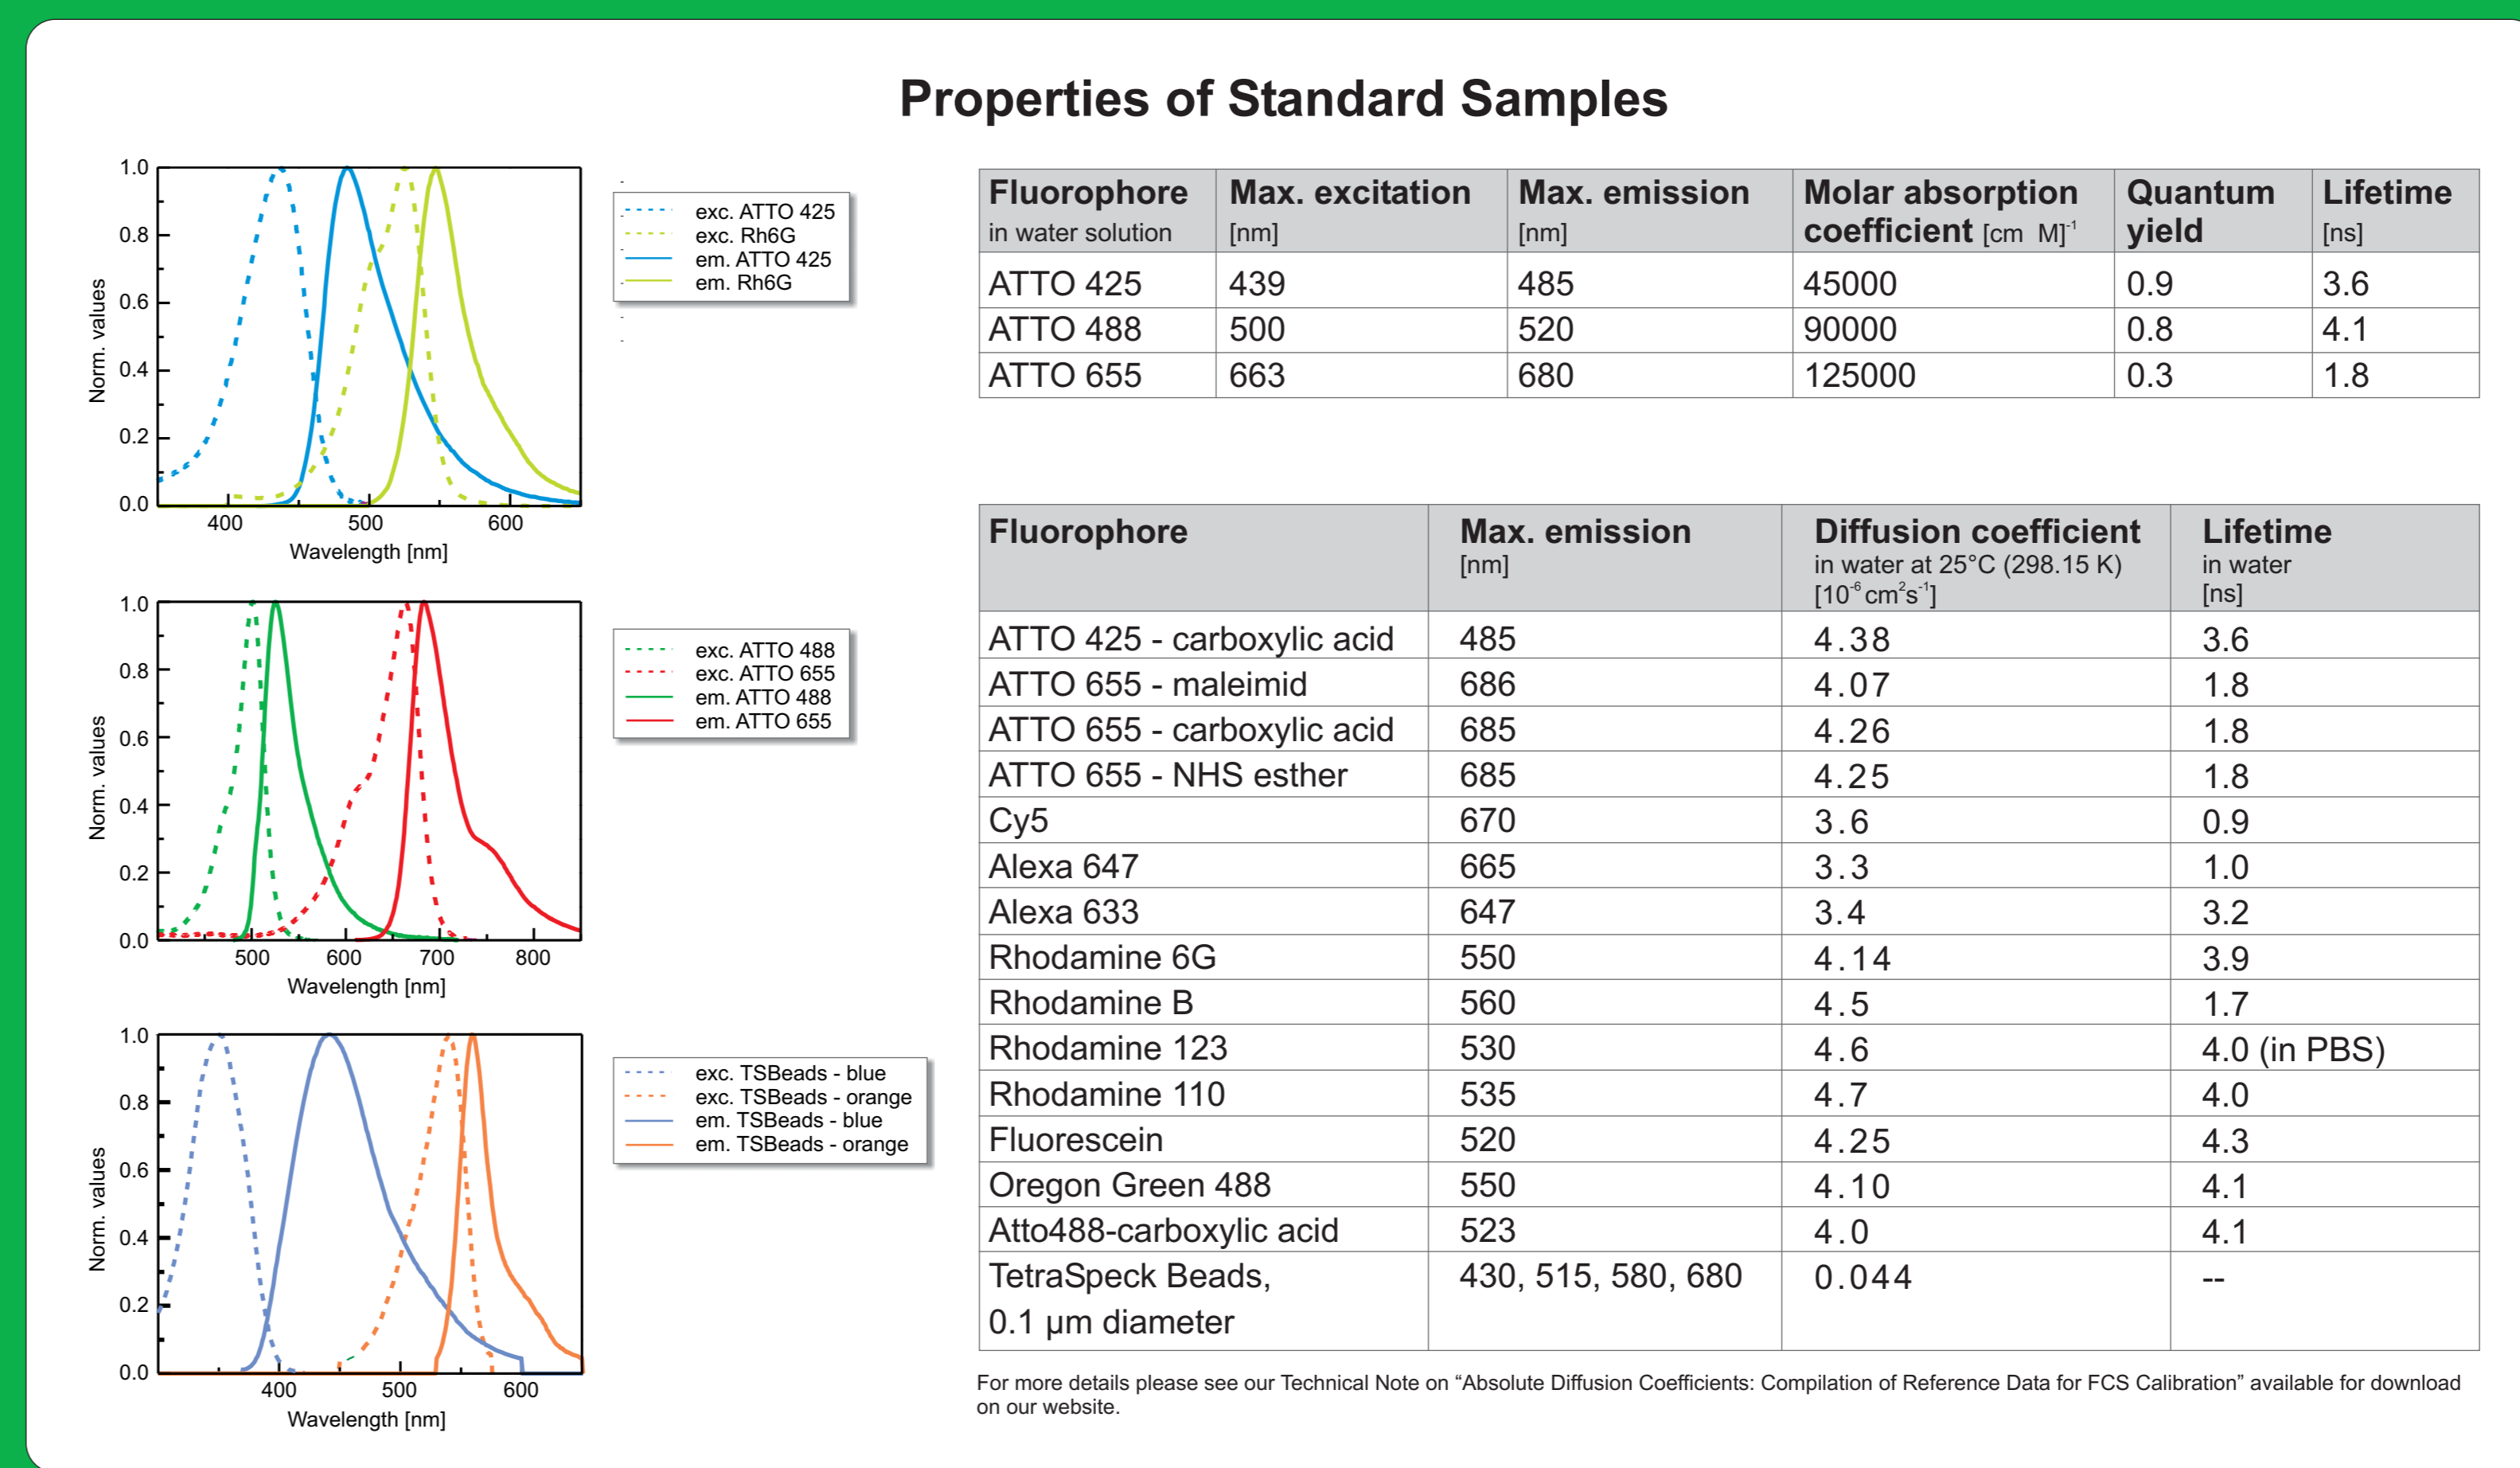 Properties of Standard Samples
1.0
0.8
0.6
0.4
0.2
0.0
Norm. values
400 500 600
Wavelength [nm]
exc. ATTO 425
exc. Rh6G
em. ATTO 425
em. Rh6G
1.0
0.8
0.6
0.4
0.2
0.0
Norm. values
500 600 700 800
Wavelength [nm]
exc. ATTO 488
exc. ATTO 655
em. ATTO 488
em. ATTO 655
1.0
0.8
0.6
0.4
0.2
0.0
Norm. values
400 500 600
Wavelength [nm]
exc. TSBeads - blue
exc. TSBeads - orange
em. TSBeads - blue
em. TSBeads - orange
Fluorophore Max. excitation Max. emission Molar absorption Quantum Lifetime
in water solution [nm] [nm] coefficient [cm M]⁻¹ yield [ns]
ATTO 425 439 485 45000 0.9 3.6
ATTO 488 500 520 90000 0.8 4.1
ATTO 655 663 680 125000 0.3 1.8
Fluorophore Max. emission Diffusion coefficient Lifetime
[nm] in water at 25°C (298.15 K) in water
[10⁻⁶ cm²s⁻¹] [ns]
ATTO 425 - carboxylic acid 485 4.38 3.6
ATTO 655 - maleimid 686 4.07 1.8
ATTO 655 - carboxylic acid 685 4.26 1.8
ATTO 655 - NHS esther 685 4.25 1.8
Cy5 670 3.6 0.9
Alexa 647 665 3.3 1.0
Alexa 633 647 3.4 3.2
Rhodamine 6G 550 4.14 3.9
Rhodamine B 560 4.5 1.7
Rhodamine 123 530 4.6 4.0 (in PBS)
Rhodamine 110 535 4.7 4.0
Fluorescein 520 4.25 4.3
Oregon Green 488 550 4.10 4.1
Atto488-carboxylic acid 523 4.0 4.1
TetraSpeck Beads, 430, 515, 580, 680 0.044 --
0.1 µm diameter
For more details please see our Technical Note on “Absolute Diffusion Coefficients: Compilation of Reference Data for FCS Calibration” available for download
on our website.